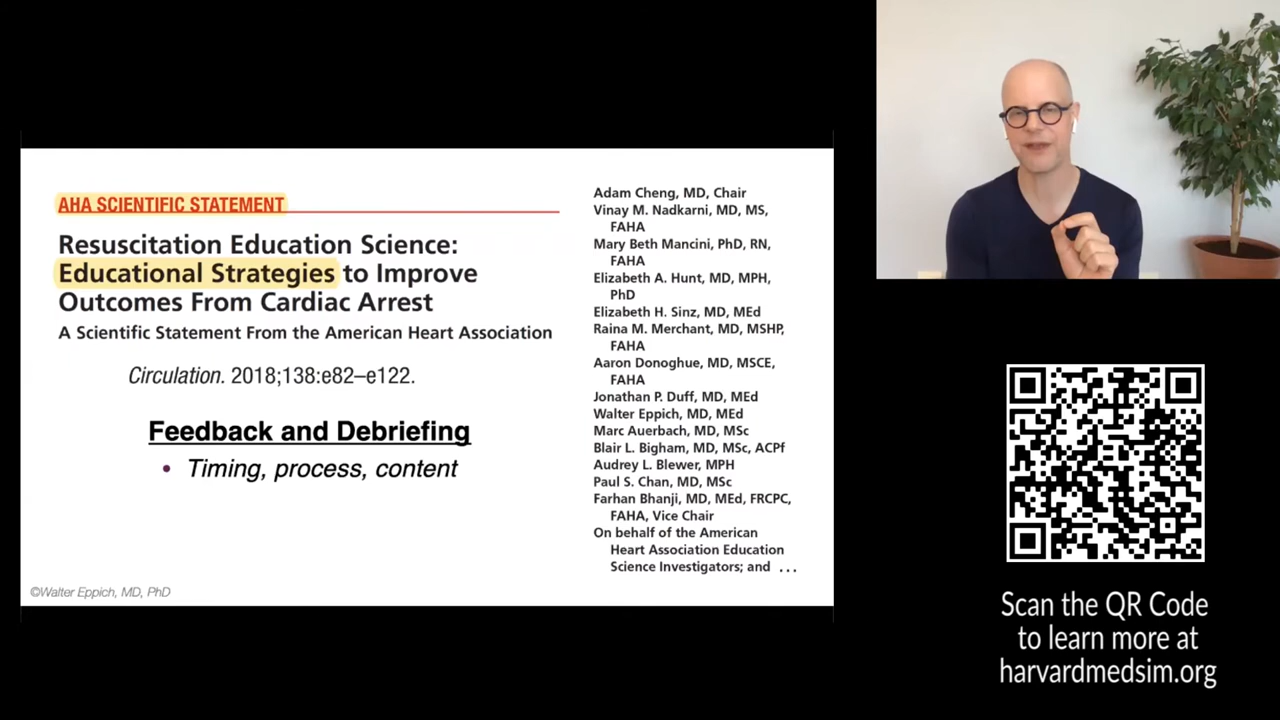 AHA SCIENTIFIC STATEMENT
Resuscitation Education Science:
Educational Strategies to Improve
Outcomes From Cardiac Arrest
A Scientific Statement From the American Heart Association
Circulation. 2018;138:e82–e122.
Feedback and Debriefing
• Timing, process, content
©Walter Eppich, MD, PhD
Adam Cheng, MD, Chair
Vinay M. Nadkarni, MD, MS,
FAHA
Mary Beth Mancini, PhD, RN,
FAHA
Elizabeth A. Hunt, MD, MPH,
PhD
Elizabeth H. Sinz, MD, MEd
Raina M. Merchant, MD, MSHP,
FAHA
Aaron Donoghue, MD, MSCE,
FAHA
Jonathan P. Duff, MD, MEd
Walter Eppich, MD, MEd
Marc Auerbach, MD, MSc
Blair L. Bigham, MD, MSc, ACPf
Audrey L. Blewer, MPH
Paul S. Chan, MD, MSc
Farhan Bhanji, MD, MEd, FRCPC,
FAHA, Vice Chair
On behalf of the American
Heart Association Education
Science Investigators; and ...
Scan the QR Code
to learn more at
harvardmedsim.org